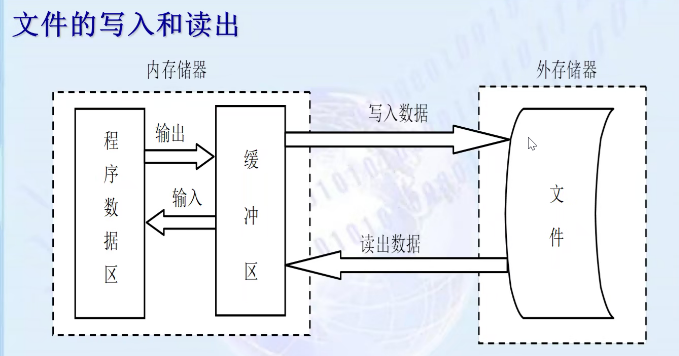 文件的写入和读出
内存储器
外存储器
程序数据区
输出
输入
缓冲区
写入数据
读出数据
文件